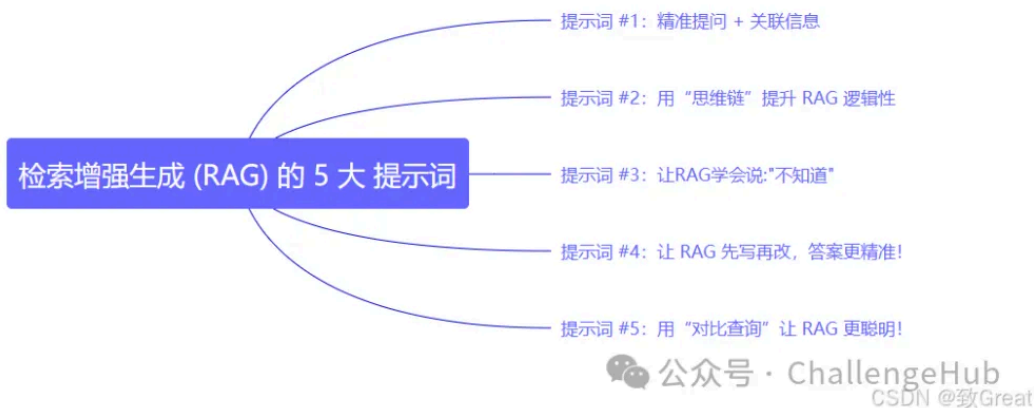 提示词 #1：精准提问 + 关联信息
提示词 #2：用“思维链”提升 RAG 逻辑性
检索增强生成 (RAG) 的 5 大 提示词
提示词 #3：让RAG学会说:"不知道"
提示词 #4：让 RAG 先写再改，答案更精准！
提示词 #5：用“对比查询”让 RAG 更聪明！
公众号 · ChallengeHub
CSDN @致Great